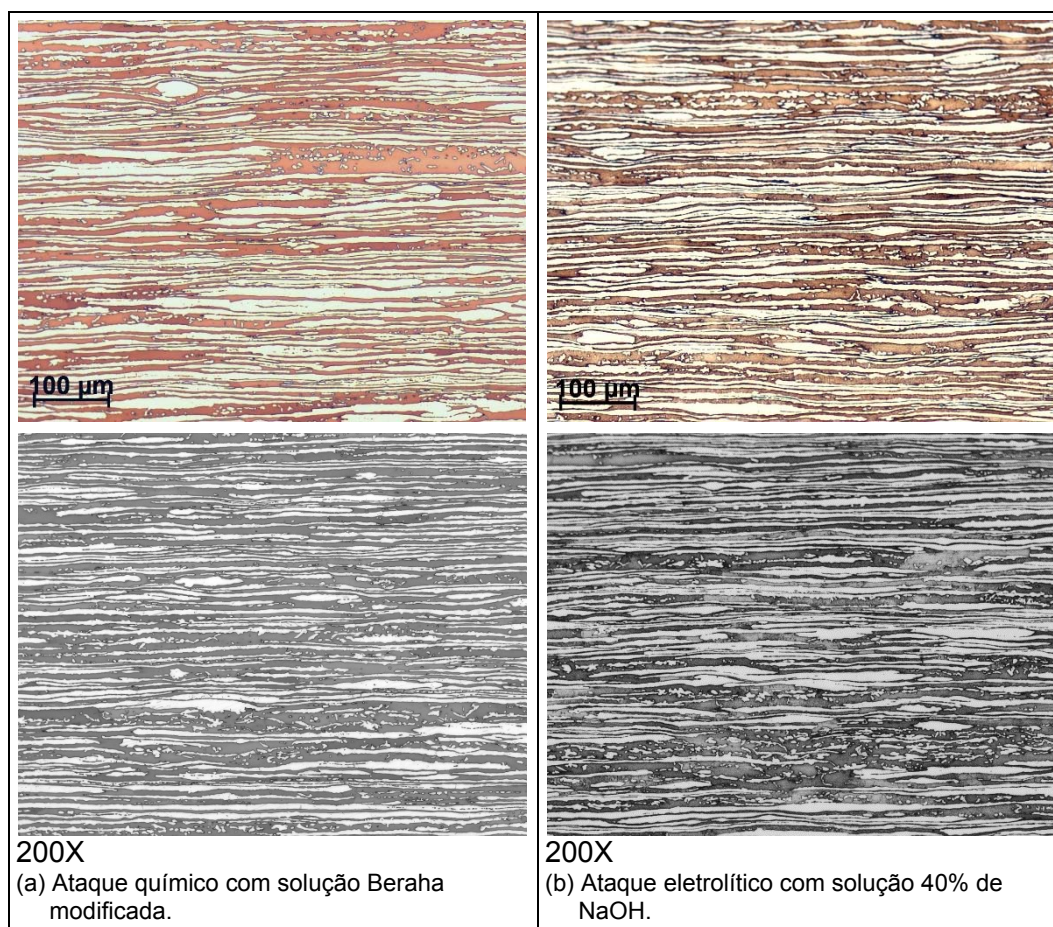 100 µm
100 µm
200X
(a) Ataque químico com solução Beraha
modificada.
200X
(b) Ataque eletrolítico com solução 40% de
NaOH.